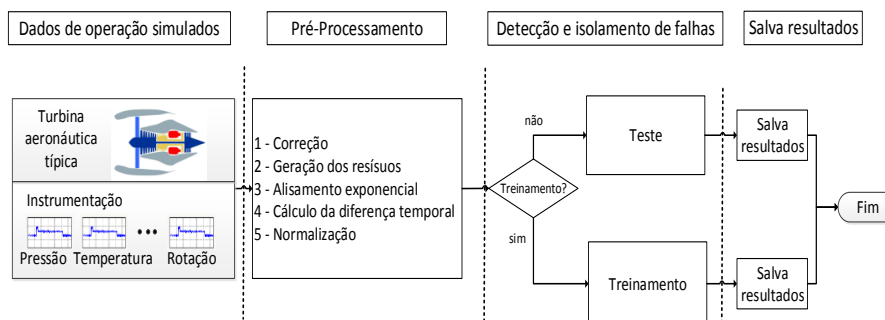 Dados de operação simulados
Pré-Processamento
Detecção e isolamento de falhas
Salva resultados
Turbina
aeronáutica
típica
Instrumentação
Pressão Temperatura Rotação
1 - Correção
2 - Geração dos resísuos
3 - Alisamento exponencial
4 - Cálculo da diferença temporal
5 - Normalização
Treinamento?
não
sim
Teste
Treinamento
Salva
resultados
Salva
resultados
Fim